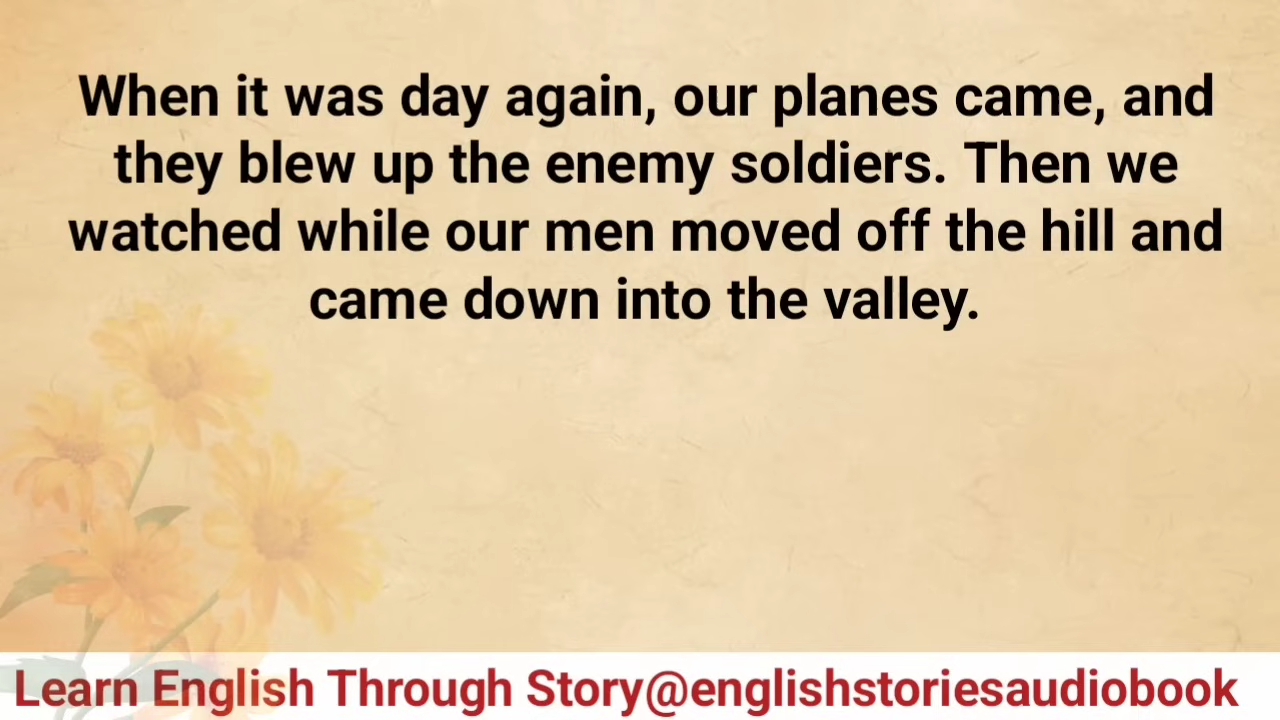 When it was day again, our planes came, and
they blew up the enemy soldiers. Then we
watched while our men moved off the hill and
came down into the valley.
Learn English Through Story@englishstoriesaudiobook